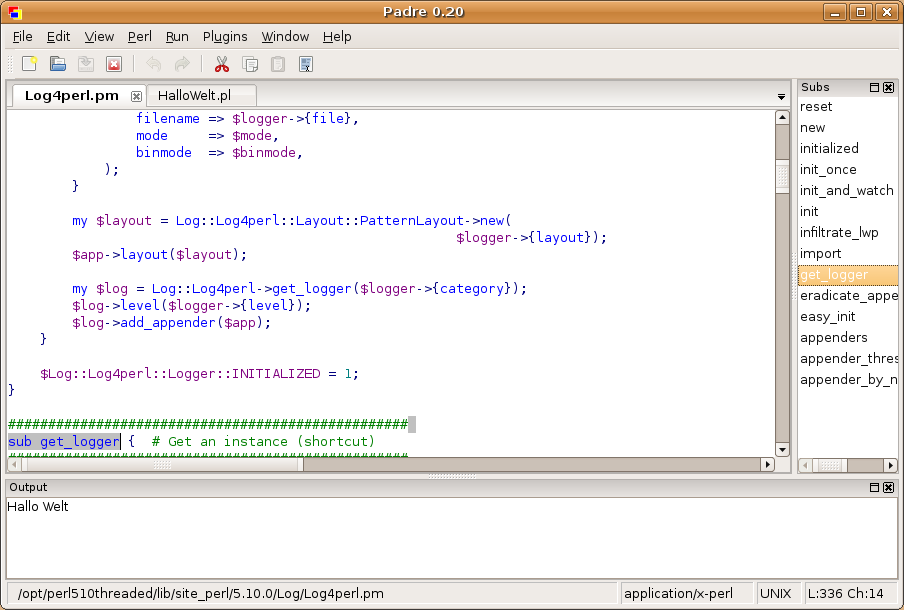 Padre 0.20
File Edit View Perl Run Plugins Window Help
Log4perl.pm HalloWelt.pl
filename => $logger->{file},
mode     => $mode,
binmode  => $binmode,
);
}
my $layout = Log::Log4perl::Layout::PatternLayout->new(
$logger->{layout});
$app->layout($layout);
my $log = Log::Log4perl->get_logger($logger->{category});
$log->level($logger->{level});
$log->add_appender($app);
}
$Log::Log4perl::Logger::INITIALIZED = 1;
}
##################################################
sub get_logger {  # Get an instance (shortcut)
##################################################
Subs
reset
new
initialized
init_once
init_and_watch
init
infiltrate_lwp
import
get_logger
eradicate_appe
easy_init
appenders
appender_thres
appender_by_n
Output
Hallo Welt
/opt/perl510threaded/lib/site_perl/5.10.0/Log/Log4perl.pm application/x-perl UNIX L:336 Ch:14